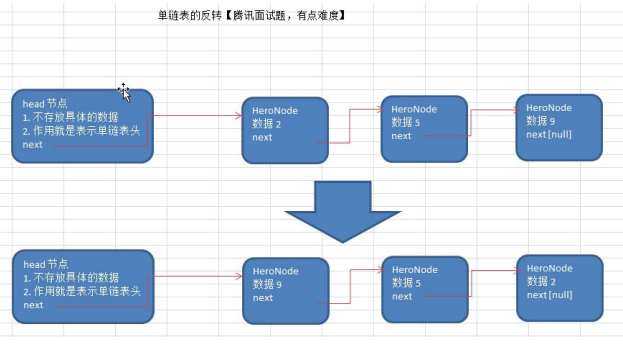 单链表的反转【腾讯面试题，有点难度】
head 节点
1. 不存放具体的数据
2. 作用就是表示单链表头
next
HeroNode
数据 2
next
HeroNode
数据 5
next
HeroNode
数据 9
next [null]
head 节点
1. 不存放具体的数据
2. 作用就是表示单链表头
next
HeroNode
数据 9
next
HeroNode
数据 5
next
HeroNode
数据 2
next [null]